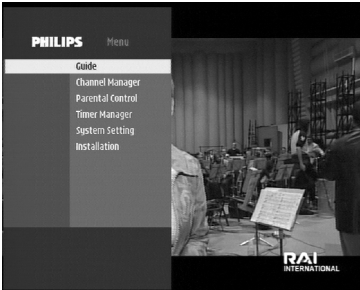 PHILIPS Menu
Guide
Channel Manager
Parental Control
Timer Manager
System Setting
Installation
RAI
INTERNATIONAL